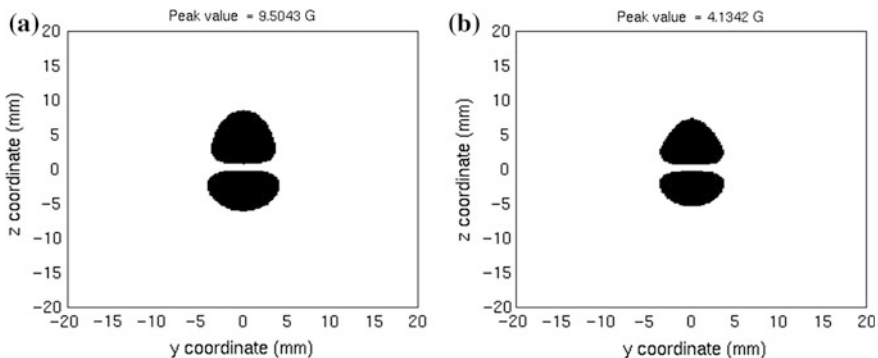 (a)
Peak value = 9.5043 G
20
15
10
5
0
−5
−10
−15
−20
z coordinate (mm)
−20 −15 −10 −5 0 5 10 15 20
y coordinate (mm)
(b)
Peak value = 4.1342 G
20
15
10
5
0
−5
−10
−15
−20
z coordinate (mm)
−20 −15 −10 −5 0 5 10 15 20
y coordinate (mm)